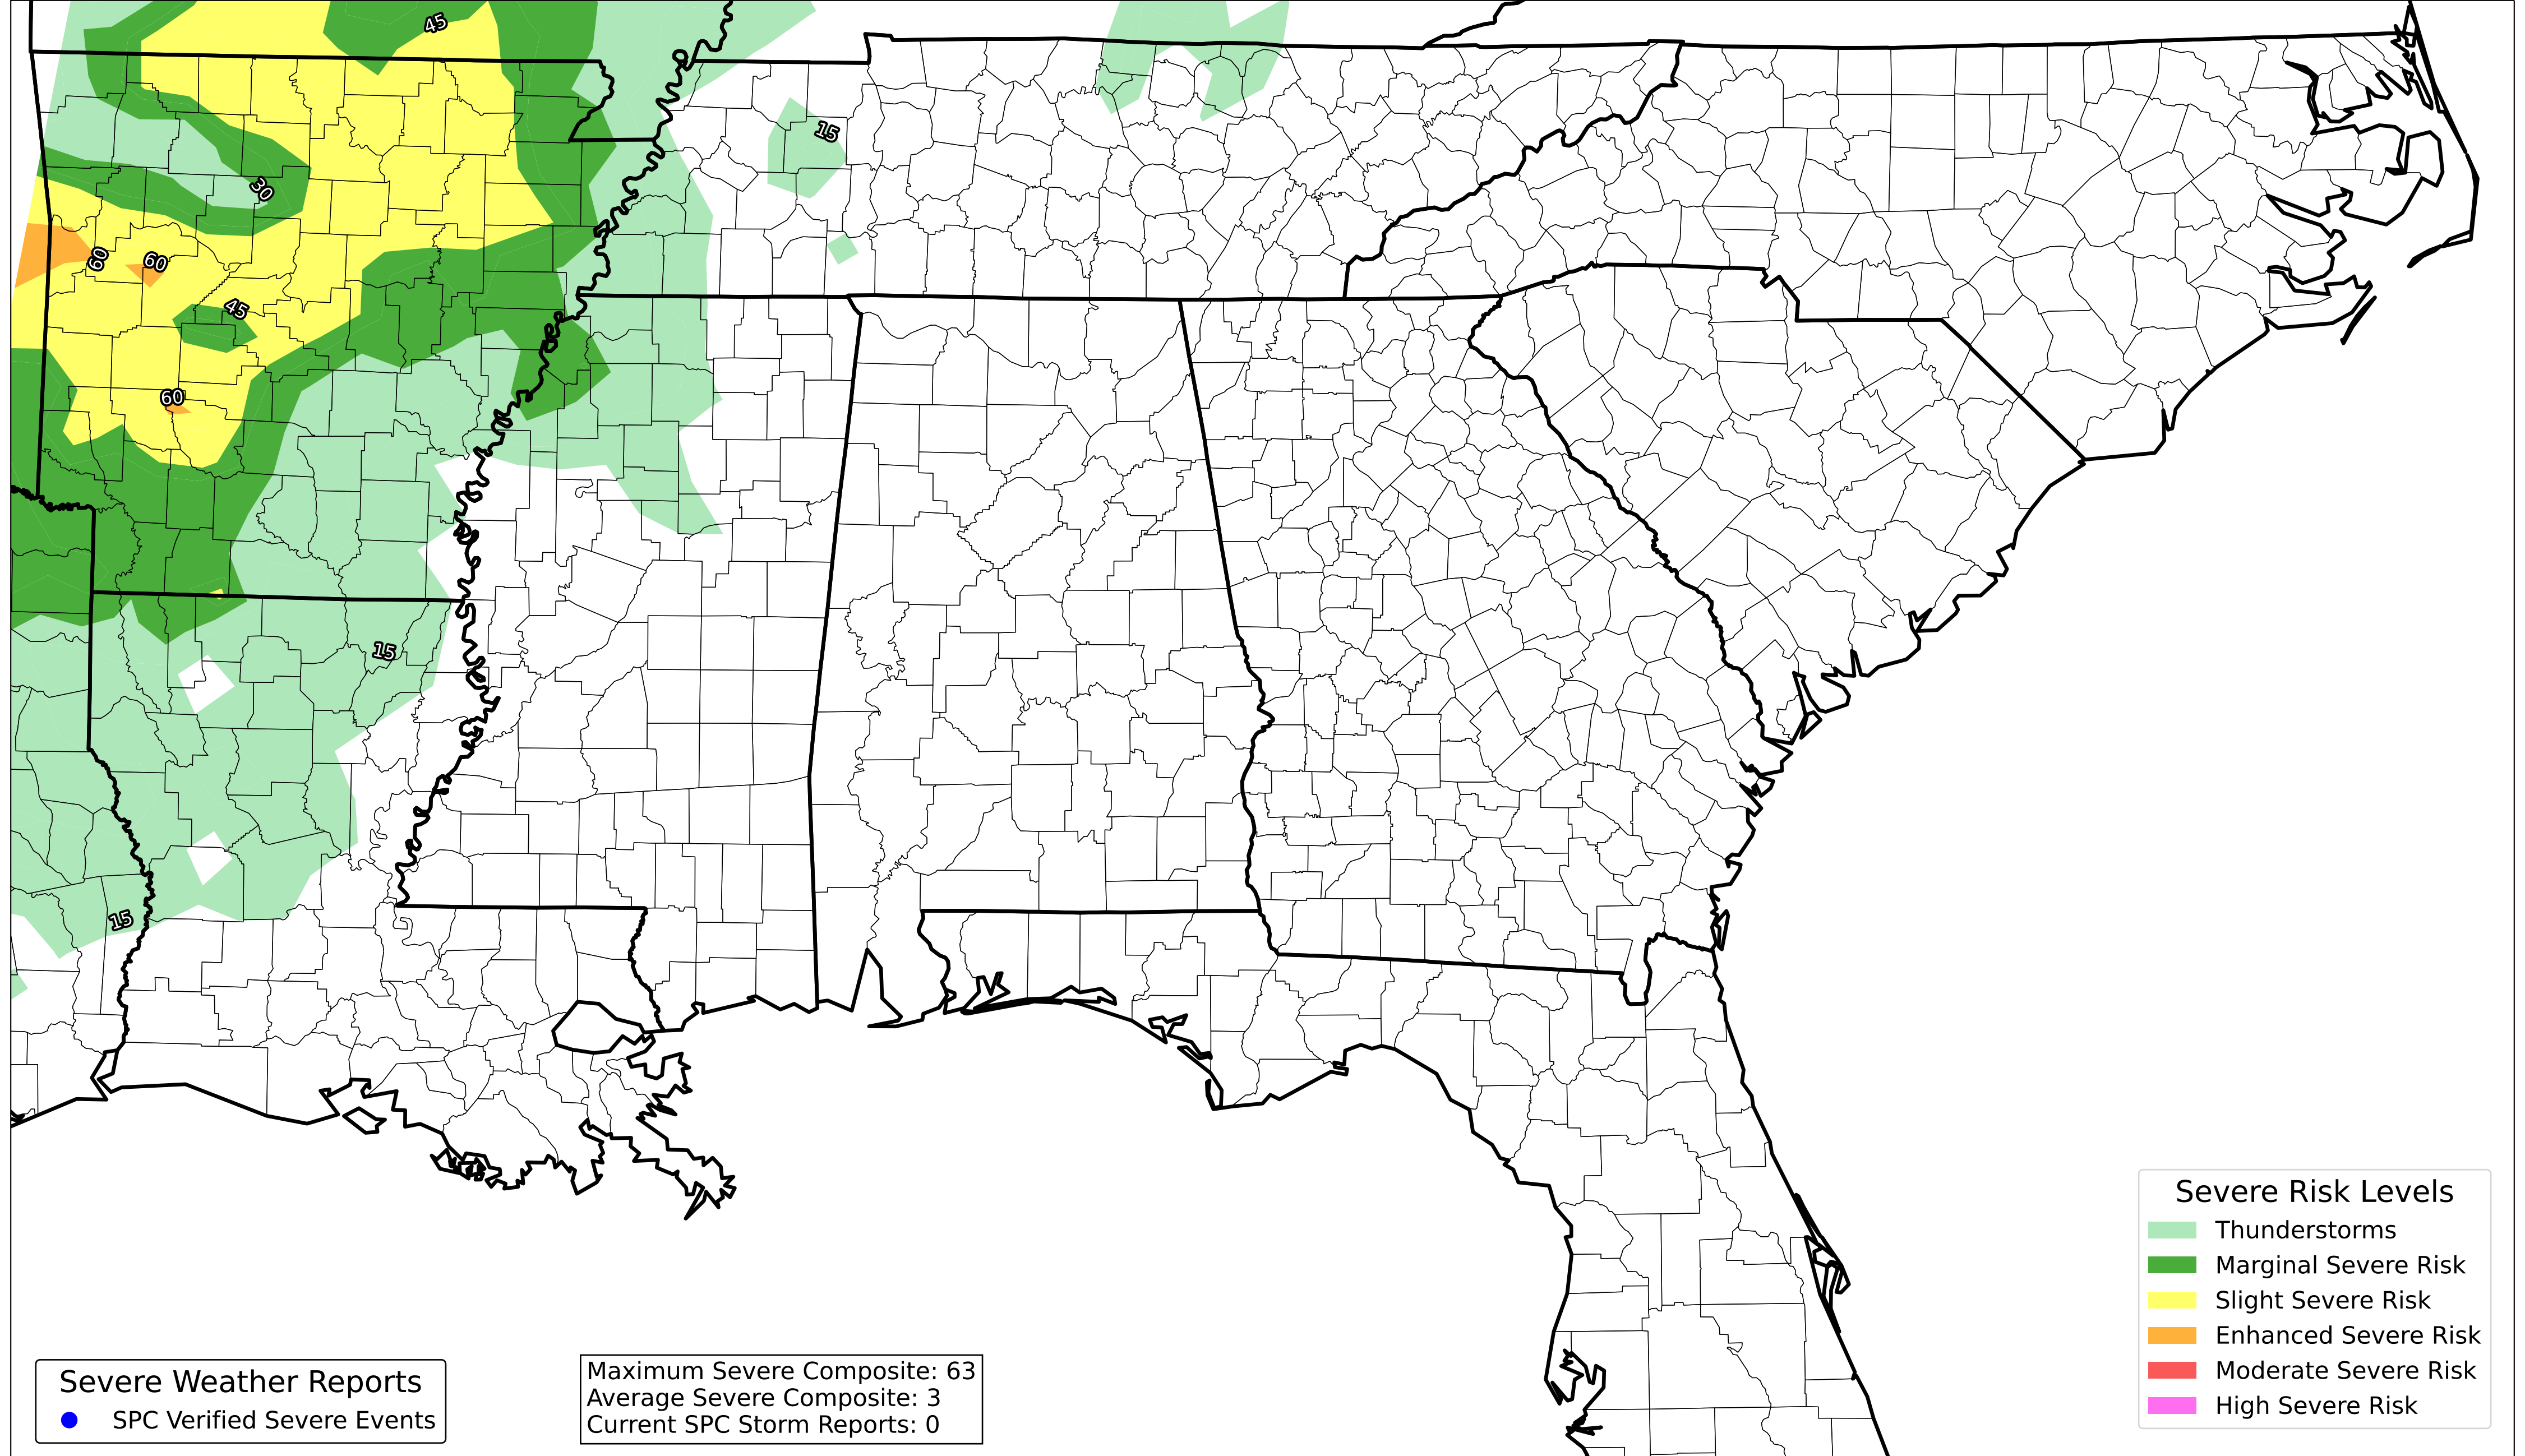 45
15
30
60
60
45
60
15
15
Severe Risk Levels
Thunderstorms
Marginal Severe Risk
Slight Severe Risk
Enhanced Severe Risk
Moderate Severe Risk
High Severe Risk
Severe Weather Reports
SPC Verified Severe Events
Maximum Severe Composite: 63
Average Severe Composite: 3
Current SPC Storm Reports: 0